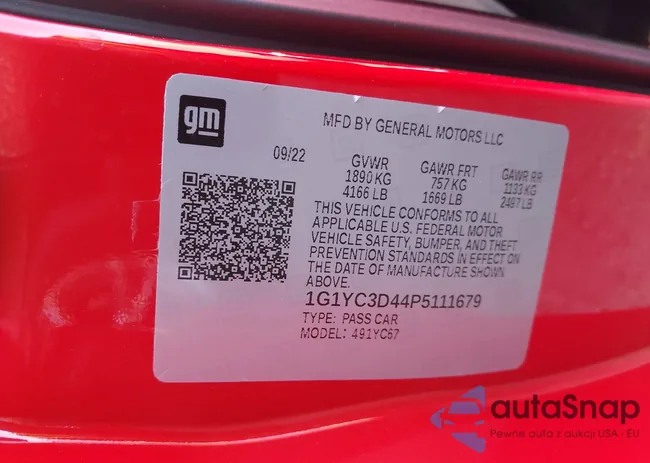 gm
MFD BY GENERAL MOTORS LLC
09/22 GVWR GAWR FRT GAWR RR
1890 KG 757 KG 1133 KG
4166 LB 1669 LB 2497 LB
THIS VEHICLE CONFORMS TO ALL
APPLICABLE U.S. FEDERAL MOTOR
VEHICLE SAFETY, BUMPER, AND THEFT
PREVENTION STANDARDS IN EFFECT ON
THE DATE OF MANUFACTURE SHOWN
ABOVE.
1G1YC3D44P5111679
TYPE: PASS CAR
MODEL: 491YC67
autaSnap
Pewne auta z aukcji USA · EU